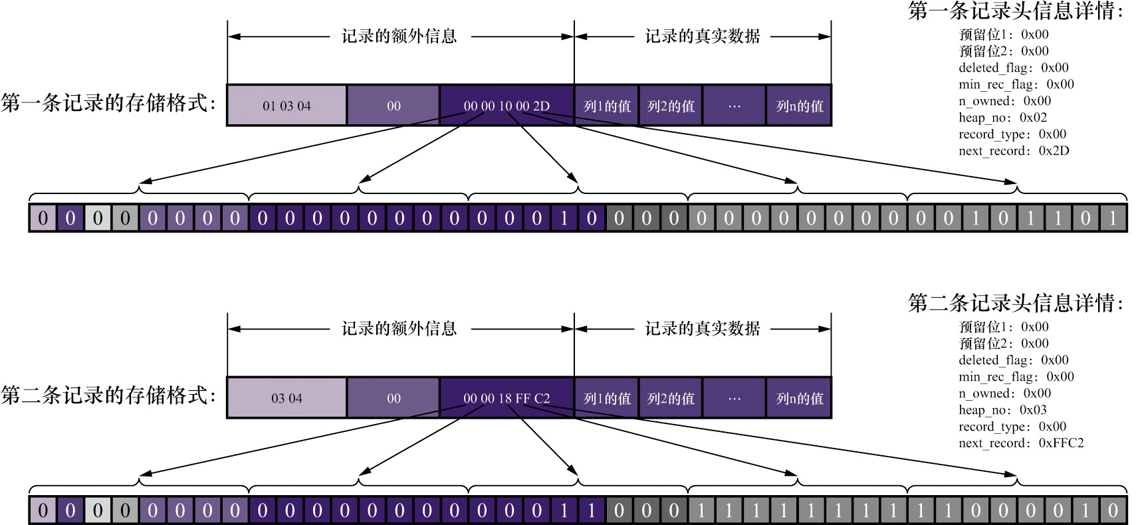 第一条记录头信息详情：
预留位1：0x00
预留位2：0x00
deleted_flag：0x00
min_rec_flag：0x00
n_owned：0x00
heap_no：0x02
record_type：0x00
next_record：0x2D
记录的额外信息 记录的真实数据
第一条记录的存储格式： 01 03 04 00 00 00 10 00 2D 列1的值 列2的值 … 列n的值
0 0 0 0 0 0 0 0 0 0 0 0 0 0 0 0 0 0 0 1 0 0 0 0 0 0 0 0 0 0 0 0 0 0 1 0 1 1 0 1
第二条记录头信息详情：
预留位1：0x00
预留位2：0x00
deleted_flag：0x00
min_rec_flag：0x00
n_owned：0x00
heap_no：0x03
record_type：0x00
next_record：0xFFC2
记录的额外信息 记录的真实数据
第二条记录的存储格式： 03 04 00 00 00 18 FF C2 列1的值 列2的值 … 列n的值
0 0 0 0 0 0 0 0 0 0 0 0 0 0 0 0 0 0 0 1 1 0 0 0 1 1 1 1 1 1 1 1 1 1 0 0 0 0 1 0